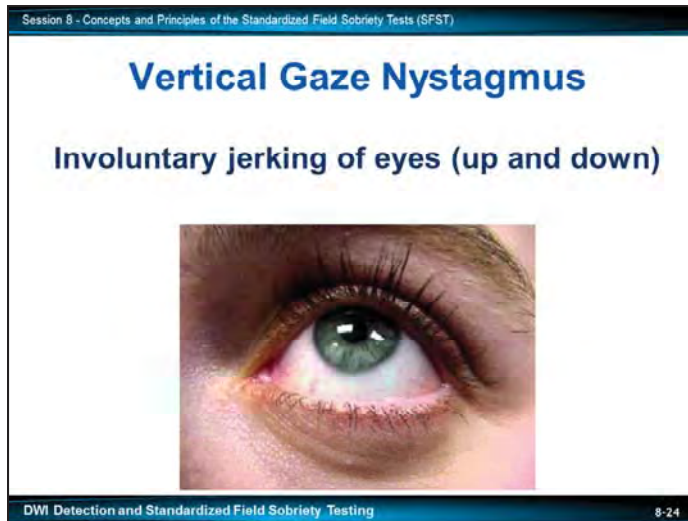 Session 8 - Concepts and Principles of the Standardized Field Sobriety Tests (SFST)
Vertical Gaze Nystagmus
Involuntary jerking of eyes (up and down)
DWI Detection and Standardized Field Sobriety Testing
8-24